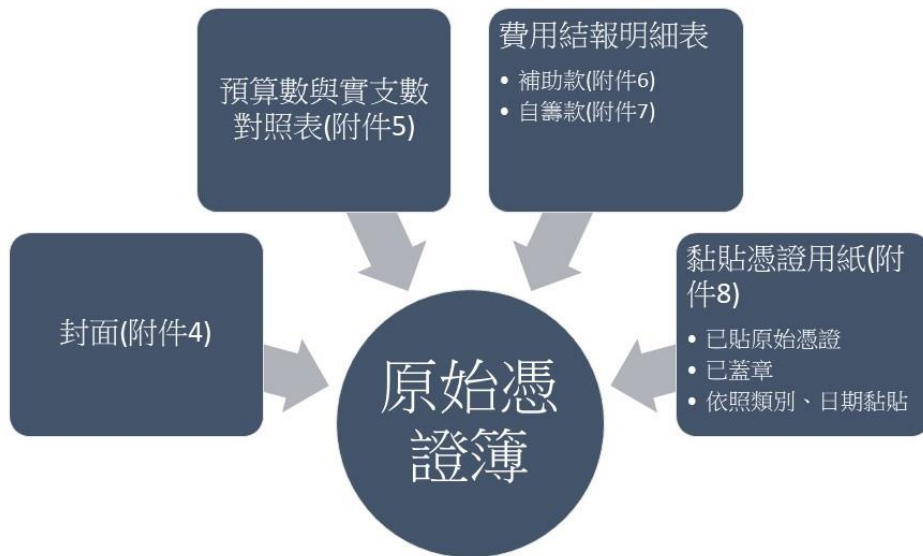 預算數與實支數
對照表(附件5)
費用結報明細表
• 補助款(附件6)
• 自籌款(附件7)
封面(附件4)
黏貼憑證用紙(附
件8)
• 已貼原始憑證
• 已蓋章
• 依照類別、日期黏貼
原始憑
證簿